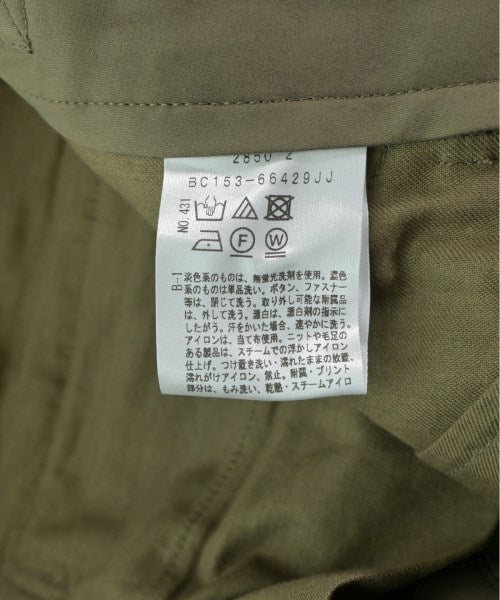 2850 2
BC153-66429JJ
NO.431
B-1
淡色系のものは、無蛍光洗剤を使用。濃色
系のものは単品洗い。ボタン、ファスナー
等は、閉じて洗う。取り外し可能な附属品
は、外して洗う。漂白は、漂白剤の指示に
したがう。汗をかいた場合、速やかに洗う。
アイロンは、当て布使用。ニットや毛足の
ある製品は、スチームでの浮かしアイロン
仕上げ。つけ置き洗い・濡れたままの放置、
濡れがけアイロン、禁止。附属・プリント
部分は、もみ洗い、乾熱・スチームアイロ
F
W